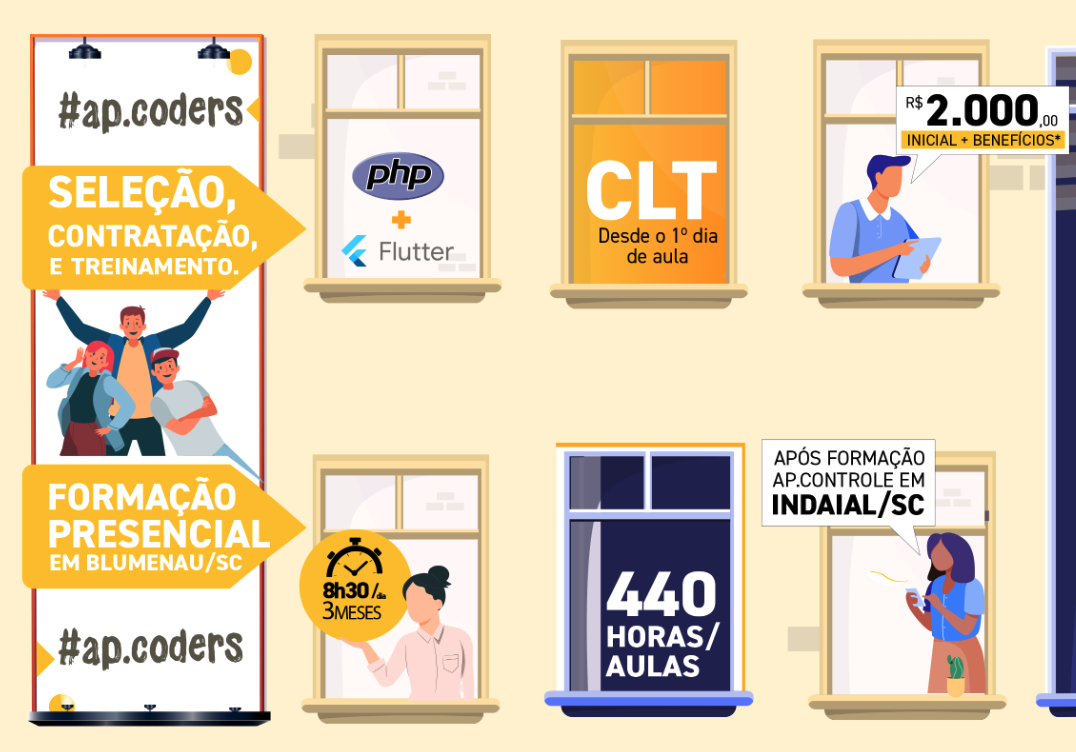 #ap.coders
SELEÇÃO,
CONTRATAÇÃO,
E TREINAMENTO.
php
+
Flutter
CLT
Desde o 1º dia
de aula
R$ 2.000,00
INICIAL + BENEFÍCIOS*
FORMAÇÃO
PRESENCIAL
EM BLUMENAU/SC
#ap.coders
8h30/dia
3MESES
440
HORAS/
AULAS
APÓS FORMAÇÃO
AP.CONTROLE EM
INDAIAL/SC